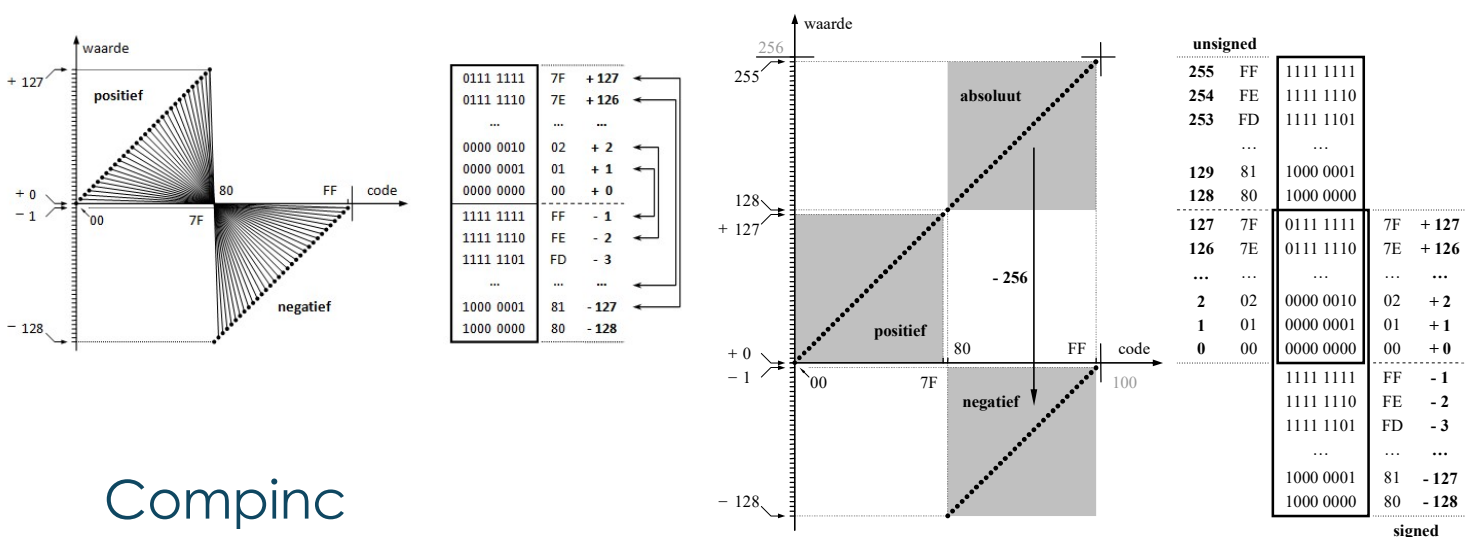 waarde
+ 127
positief
+ 0
− 1
00
7F
80
FF
code
negatief
− 128
0111 1111 7F + 127
0111 1110 7E + 126
... ... ...
0000 0010 02 + 2
0000 0001 01 + 1
0000 0000 00 + 0
1111 1111 FF - 1
1111 1110 FE - 2
1111 1101 FD - 3
... ... ...
1000 0001 81 - 127
1000 0000 80 - 128
Compinc
waarde
256
255
absoluut
128
+ 127
- 256
positief
80
FF
code
+ 0
− 1
00
7F
100
negatief
− 128
unsigned
255 FF 1111 1111
254 FE 1111 1110
253 FD 1111 1101
... ...
129 81 1000 0001
128 80 1000 0000
127 7F 0111 1111 7F + 127
126 7E 0111 1110 7E + 126
... ... ... ... ...
2 02 0000 0010 02 + 2
1 01 0000 0001 01 + 1
0 00 0000 0000 00 + 0
1111 1111 FF - 1
1111 1110 FE - 2
1111 1101 FD - 3
... ... ...
1000 0001 81 - 127
1000 0000 80 - 128
signed